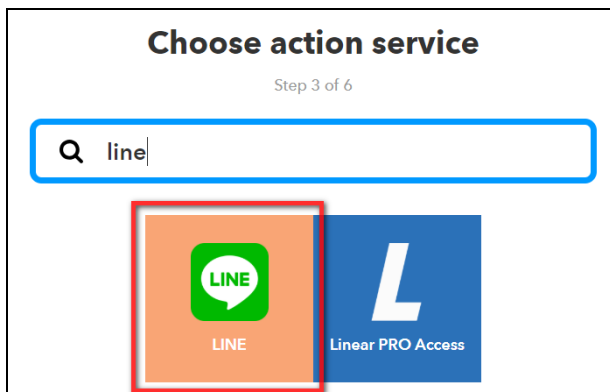 Choose action service
Step 3 of 6
line
LINE
LINE
Linear PRO Access